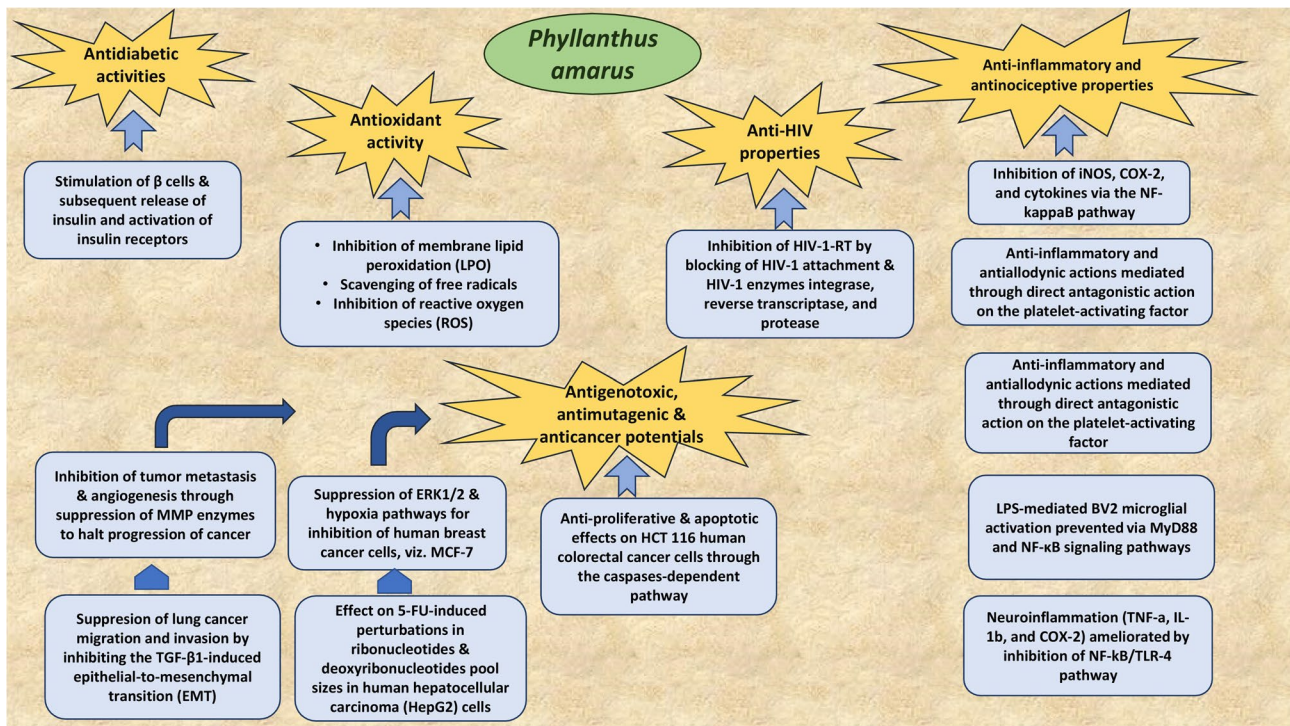 Phyllanthus
amarus
Antidiabetic
activities
Stimulation of β cells &
subsequent release of
insulin and activation of
insulin receptors
Antioxidant
activity
• Inhibition of membrane lipid
peroxidation (LPO)
• Scavenging of free radicals
• Inhibition of reactive oxygen
species (ROS)
Anti-HIV
properties
Inhibition of HIV-1-RT by
blocking of HIV-1 attachment &
HIV-1 enzymes integrase,
reverse transcriptase, and
protease
Anti-inflammatory and
antinociceptive properties
Inhibition of iNOS, COX-2,
and cytokines via the NF-
kappaB pathway
Anti-inflammatory and
antiallodynic actions mediated
through direct antagonistic action
on the platelet-activating factor
Anti-inflammatory and
antiallodynic actions mediated
through direct antagonistic
action on the platelet-activating
factor
LPS-mediated BV2 microglial
activation prevented via MyD88
and NF-κB signaling pathways
Neuroinflammation (TNF-a, IL-
1b, and COX-2) ameliorated by
inhibition of NF-kB/TLR-4
pathway
Antigenotoxic,
antimutagenic &
anticancer potentials
Inhibition of tumor metastasis
& angiogenesis through
suppression of MMP enzymes
to halt progression of cancer
Suppression of ERK1/2 &
hypoxia pathways for
inhibition of human breast
cancer cells, viz. MCF-7
Anti-proliferative & apoptotic
effects on HCT 116 human
colorectal cancer cells through
the caspases-dependent
pathway
Suppresion of lung cancer
migration and invasion by
inhibiting the TGF-β1-induced
epithelial-to-mesenchymal
transition (EMT)
Effect on 5-FU-induced
perturbations in
ribonucleotides &
deoxyribonucleotides pool
sizes in human hepatocellular
carcinoma (HepG2) cells